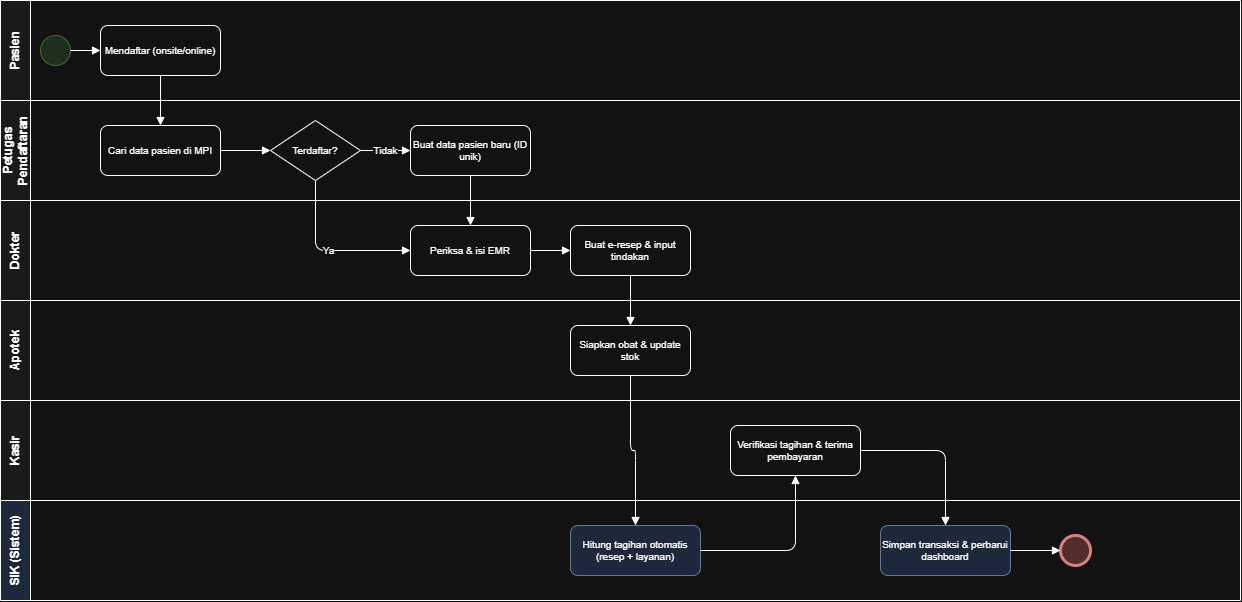 Pasien
Mendaftar (onsite/online)
Petugas
Pendaftaran
Cari data pasien di MPI
Terdaftar?
Tidak
Buat data pasien baru (ID
unik)
Dokter
Ya
Periksa & isi EMR
Buat e-resep & input
tindakan
Apotek
Siapkan obat & update
stok
Kasir
Verifikasi tagihan & terima
pembayaran
SIK (Sistem)
Hitung tagihan otomatis
(resep + layanan)
Simpan transaksi & perbarui
dashboard